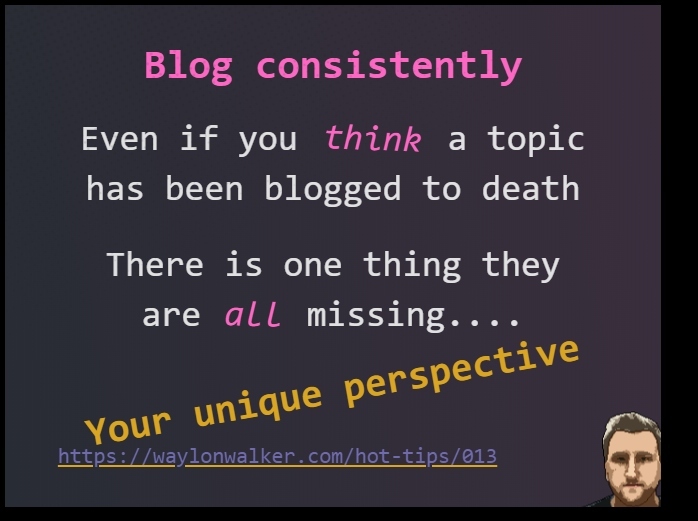 Blog consistently
Even if you think a topic
has been blogged to death
There is one thing they
are all missing....
Your unique perspective
https://waylonwalker.com/hot-tips/013